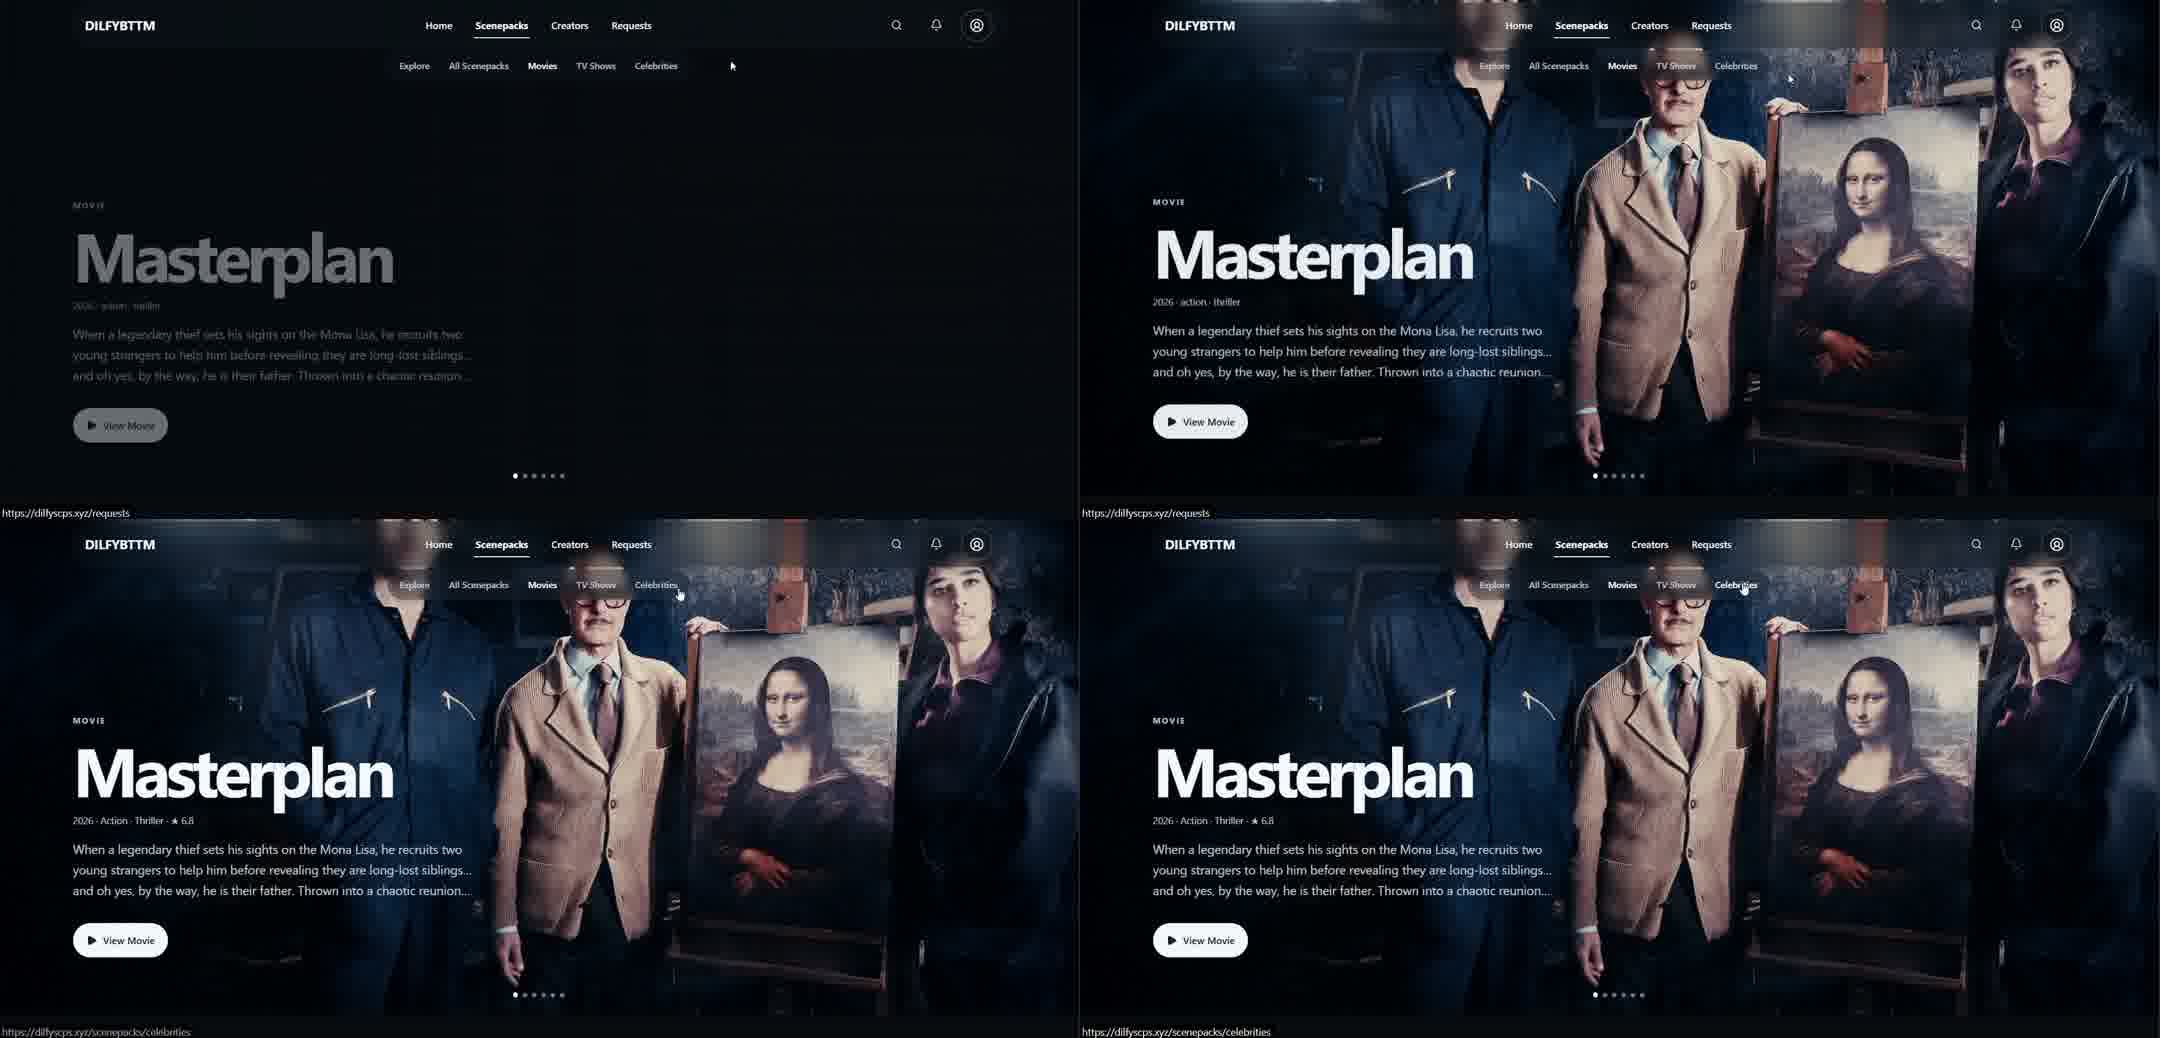 DILFYBTTM Home Scenepacks Creators Requests
Explore All Scenepacks Movies TV Shows Celebrities
MOVIE
Masterplan
2026 · action · thriller
When a legendary thief sets his sights on the Mona Lisa, he recruits two
young strangers to help him before revealing they are long-lost siblings...
and oh yes, by the way, he is their father. Thrown into a chaotic reunion...
View Movie
https://dilfyscps.xyz/requests
DILFYBTTM Home Scenepacks Creators Requests
Explore All Scenepacks Movies TV Shows Celebrities
MOVIE
Masterplan
2026 · action · thriller
When a legendary thief sets his sights on the Mona Lisa, he recruits two
young strangers to help him before revealing they are long-lost siblings...
and oh yes, by the way, he is their father. Thrown into a chaotic reunion...
View Movie
https://dilfyscps.xyz/requests
DILFYBTTM Home Scenepacks Creators Requests
Explore All Scenepacks Movies TV Shows Celebrities
MOVIE
Masterplan
2026 · Action · Thriller · ★ 6.8
When a legendary thief sets his sights on the Mona Lisa, he recruits two
young strangers to help him before revealing they are long-lost siblings...
and oh yes, by the way, he is their father. Thrown into a chaotic reunion...
View Movie
https://dilfyscps.xyz/scenepacks/celebrities
DILFYBTTM Home Scenepacks Creators Requests
Explore All Scenepacks Movies TV Shows Celebrities
MOVIE
Masterplan
2026 · Action · Thriller · ★ 6.8
When a legendary thief sets his sights on the Mona Lisa, he recruits two
young strangers to help him before revealing they are long-lost siblings...
and oh yes, by the way, he is their father. Thrown into a chaotic reunion...
View Movie
https://dilfyscps.xyz/scenepacks/celebrities